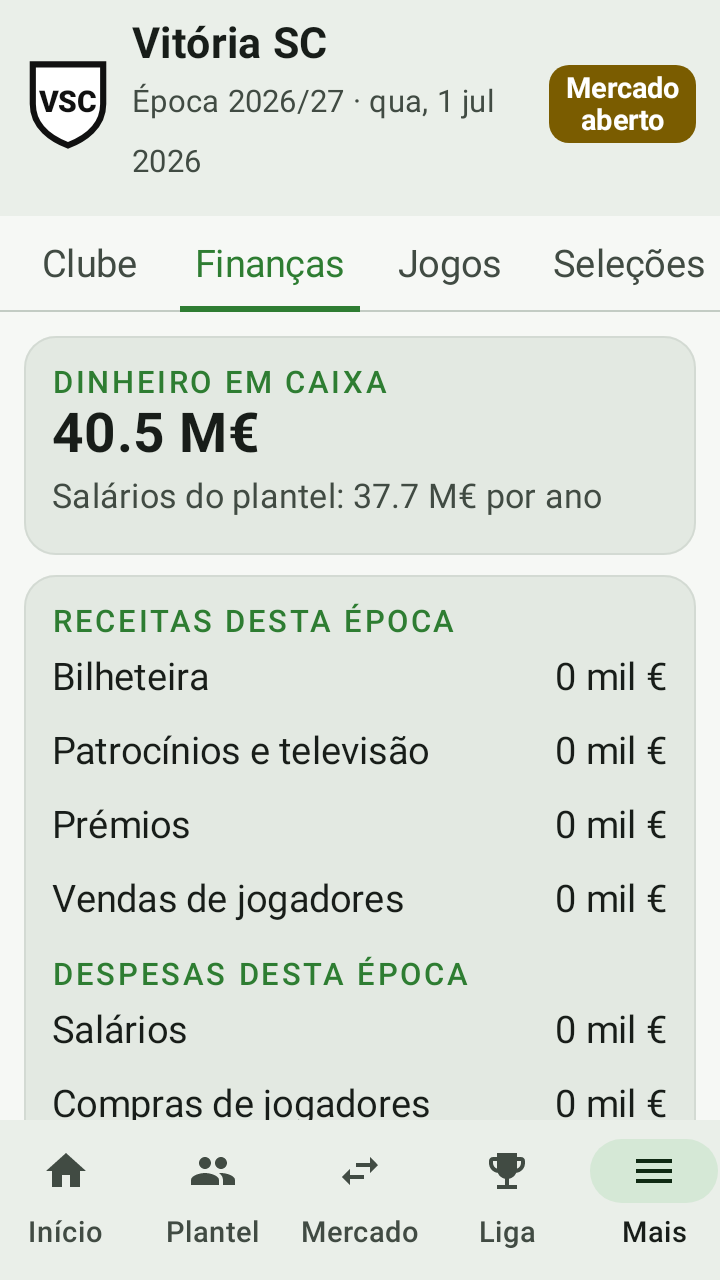 Vitória SC
VSC
Época 2026/27 · qua, 1 jul
2026
Mercado
aberto
Clube
Finanças
Jogos
Seleções
DINHEIRO EM CAIXA
40.5 M€
Salários do plantel: 37.7 M€ por ano
RECEITAS DESTA ÉPOCA
Bilheteira 0 mil €
Patrocínios e televisão 0 mil €
Prémios 0 mil €
Vendas de jogadores 0 mil €
DESPESAS DESTA ÉPOCA
Salários 0 mil €
Compras de jogadores 0 mil €
Início
Plantel
Mercado
Liga
Mais